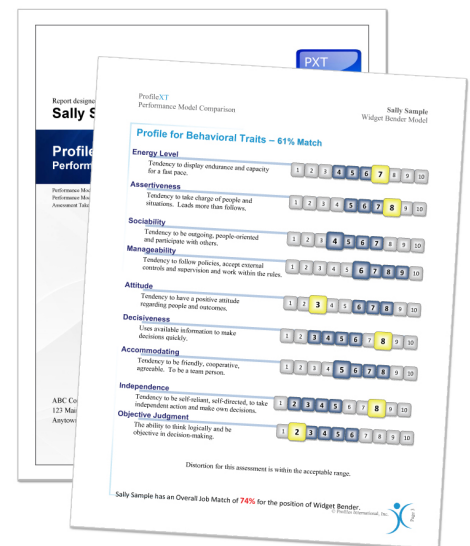 PXT
Report designe
Sally S
Profile
Perform
Performance Mod
Performance Mod
Assessment Take
ABC Co
123 Mai
Anytow
ProfileXT
Performance Model Comparison
Sally Sample
Widget Bender Model
Profile for Behavioral Traits – 61% Match
Energy Level
Tendency to display endurance and capacity
for a fast pace.
1 2 3 4 5 6 7 8 9 10
Assertiveness
Tendency to take charge of people and
situations. Leads more than follows.
1 2 3 4 5 6 7 8 9 10
Sociability
Tendency to be outgoing, people-oriented
and participate with others.
1 2 3 4 5 6 7 8 9 10
Manageability
Tendency to follow policies, accept external
controls and supervision and work within the rules.
1 2 3 4 5 6 7 8 9 10
Attitude
Tendency to have a positive attitude
regarding people and outcomes.
1 2 3 4 5 6 7 8 9 10
Decisiveness
Uses available information to make
decisions quickly.
1 2 3 4 5 6 7 8 9 10
Accommodating
Tendency to be friendly, cooperative,
agreeable. To be a team person.
1 2 3 4 5 6 7 8 9 10
Independence
Tendency to be self-reliant, self-directed, to take
independent action and make own decisions.
1 2 3 4 5 6 7 8 9 10
Objective Judgment
The ability to think logically and be
objective in decision-making.
1 2 3 4 5 6 7 8 9 10
Distortion for this assessment is within the acceptable range.
Sally Sample has an Overall Job Match of 74% for the position of Widget Bender.
© Profiles International, Inc.